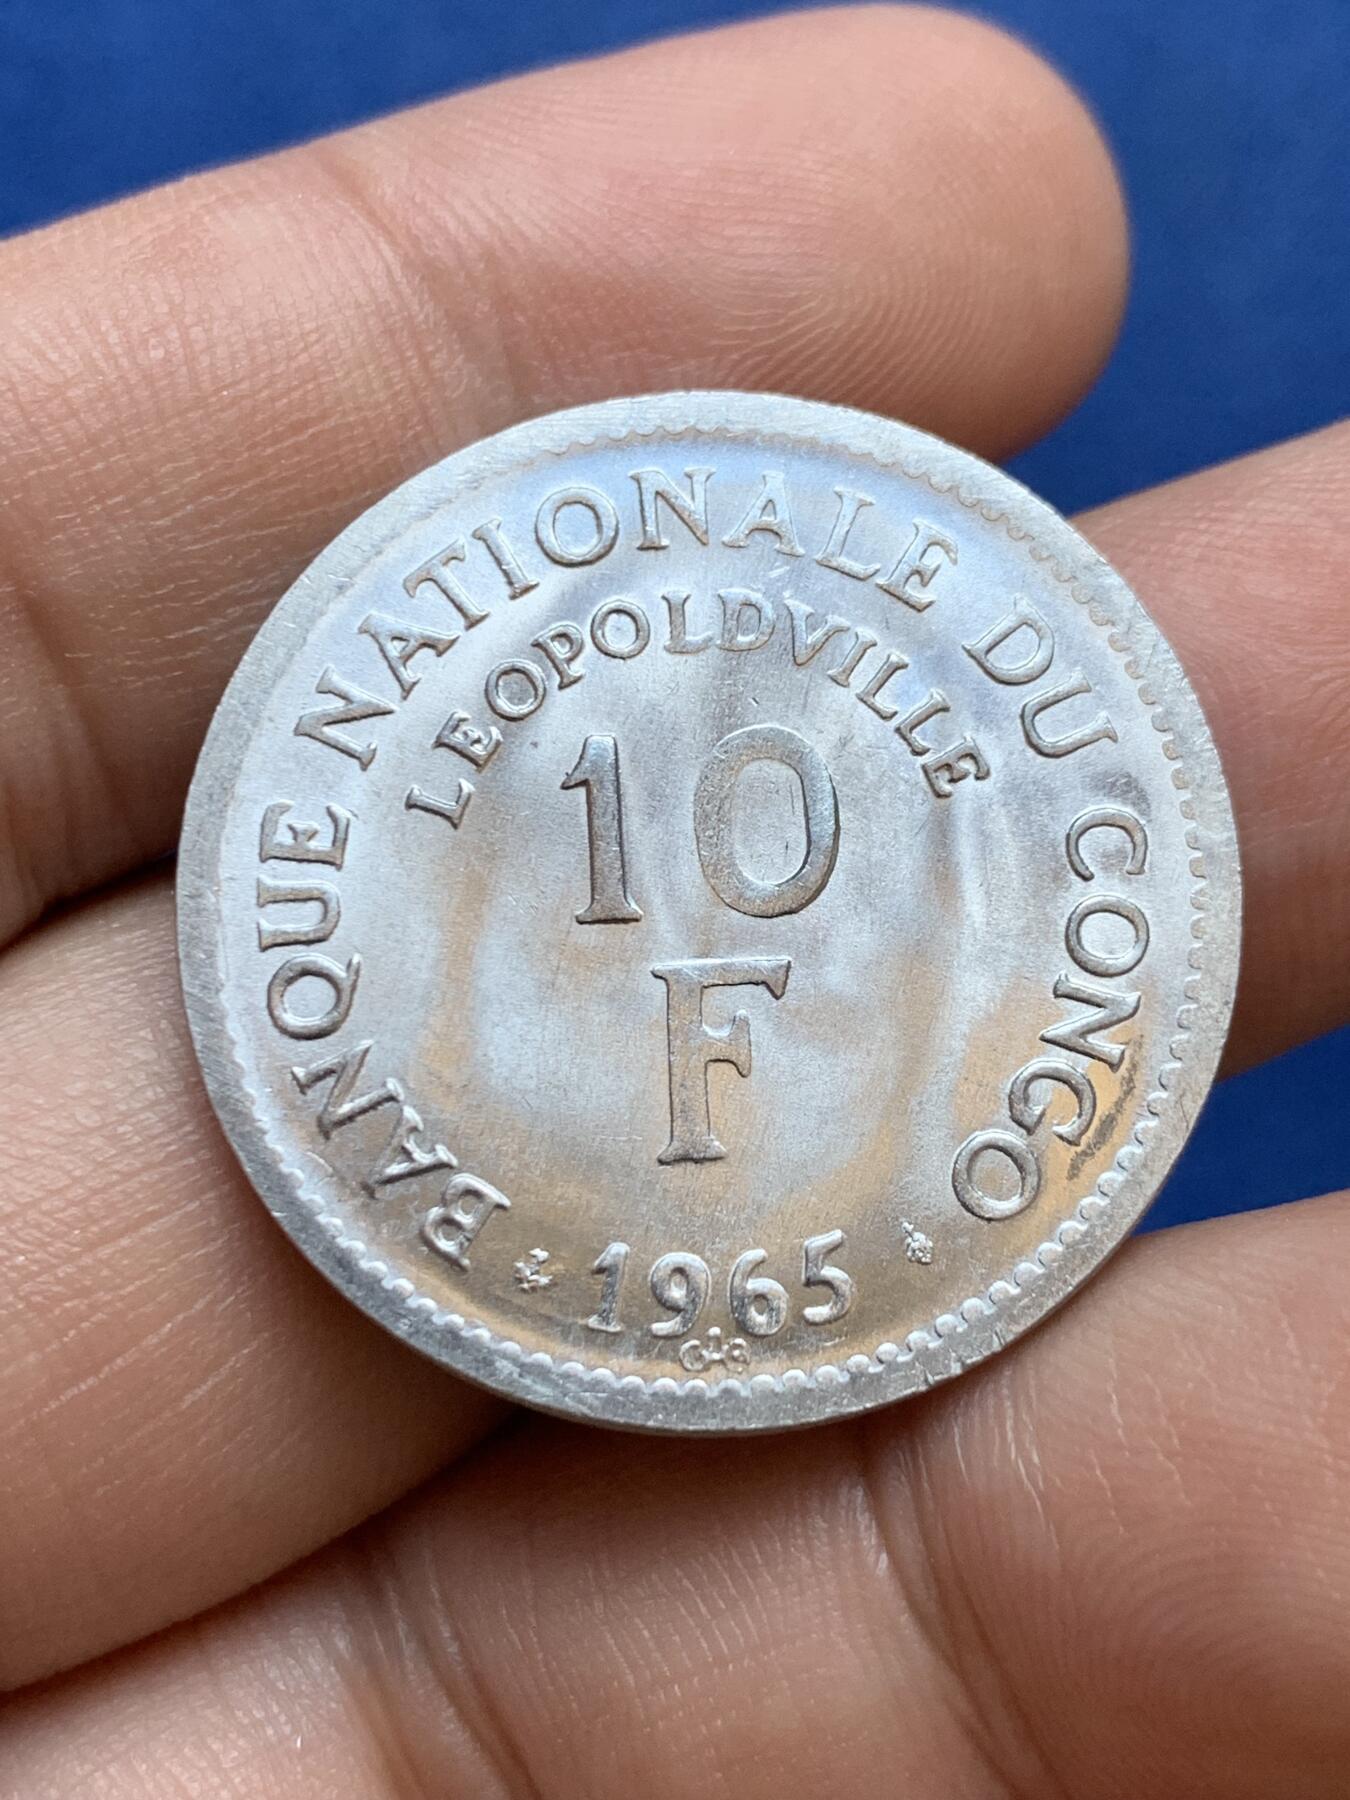 BANQUE NATIONALE DU CONGO
LEOPOLDVILLE
10
F
1965